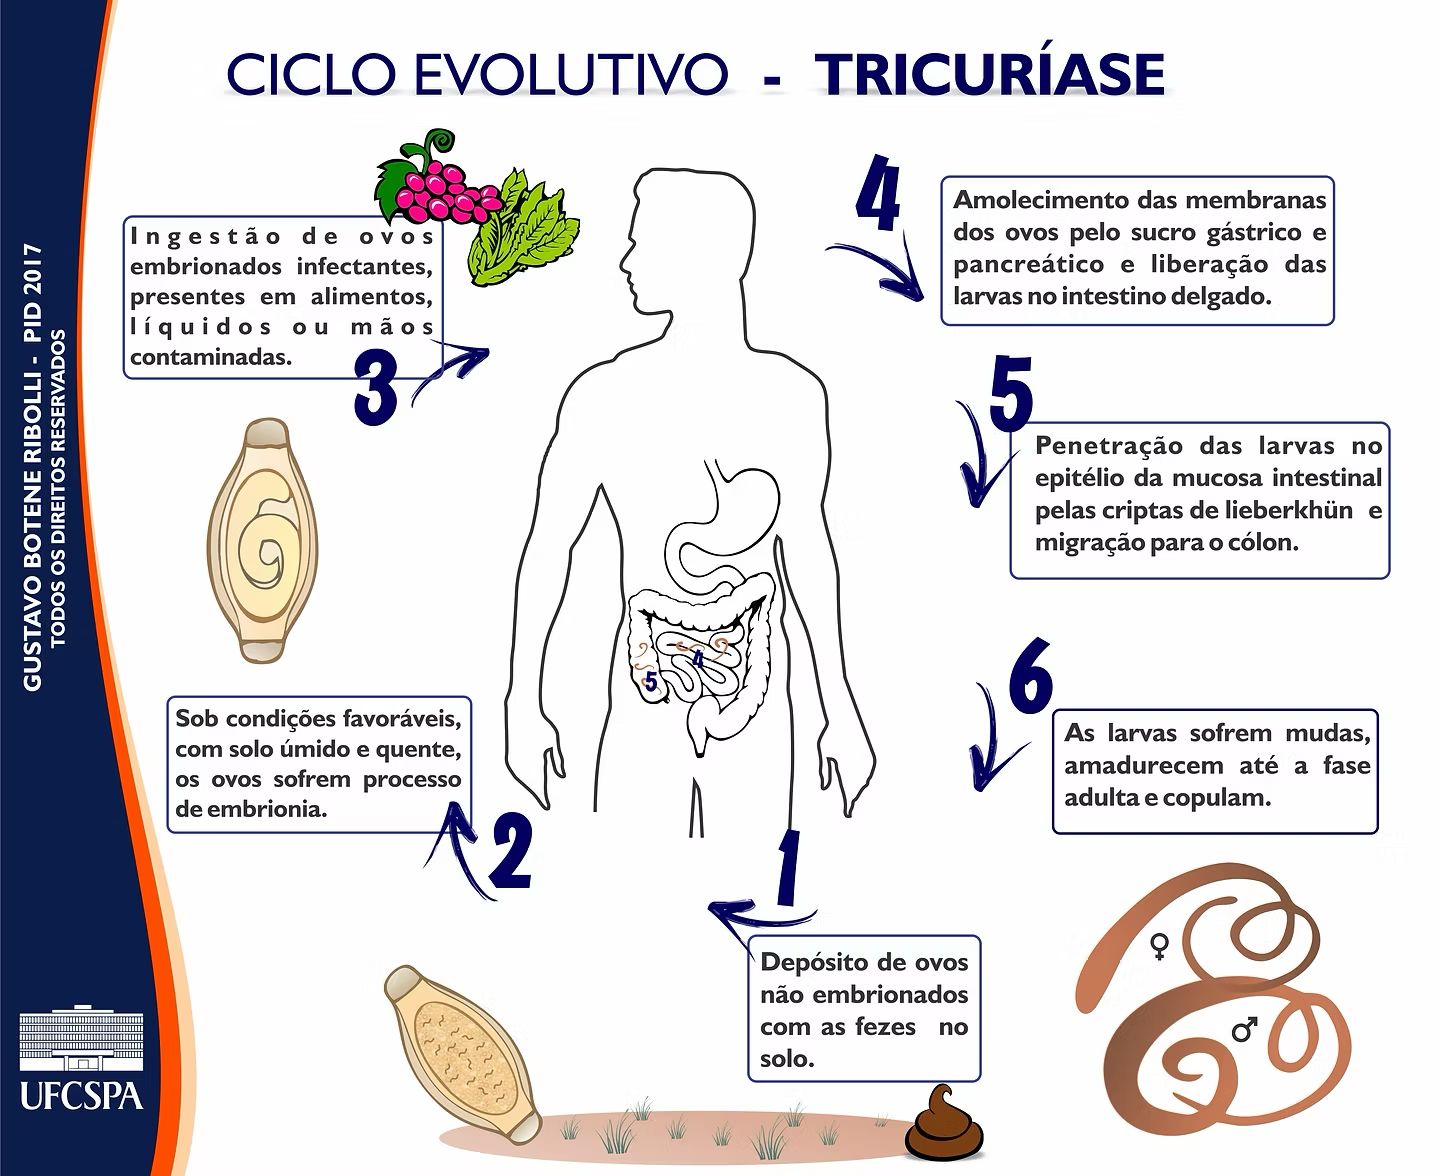 CICLO EVOLUTIVO - TRICURÍASE
Ingestão de ovos
embrionados infectantes,
presentes em alimentos,
líquidos ou mãos
contaminadas.
3
4
Amolecimento das membranas
dos ovos pelo sucro gástrico e
pancreático e liberação das
larvas no intestino delgado.
5
Penetração das larvas no
epitélio da mucosa intestinal
pelas criptas de lieberkhün e
migração para o cólon.
4
5
6
As larvas sofrem mudas,
amadurecem até a fase
adulta e copulam.
Sob condições favoráveis,
com solo úmido e quente,
os ovos sofrem processo
de embrionia.
2
1
Depósito de ovos
não embrionados
com as fezes no
solo.
♀
♂
GUSTAVO BOTENE RIBOLLI - PID 2017
TODOS OS DIREITOS RESERVADOS
UFCSPA